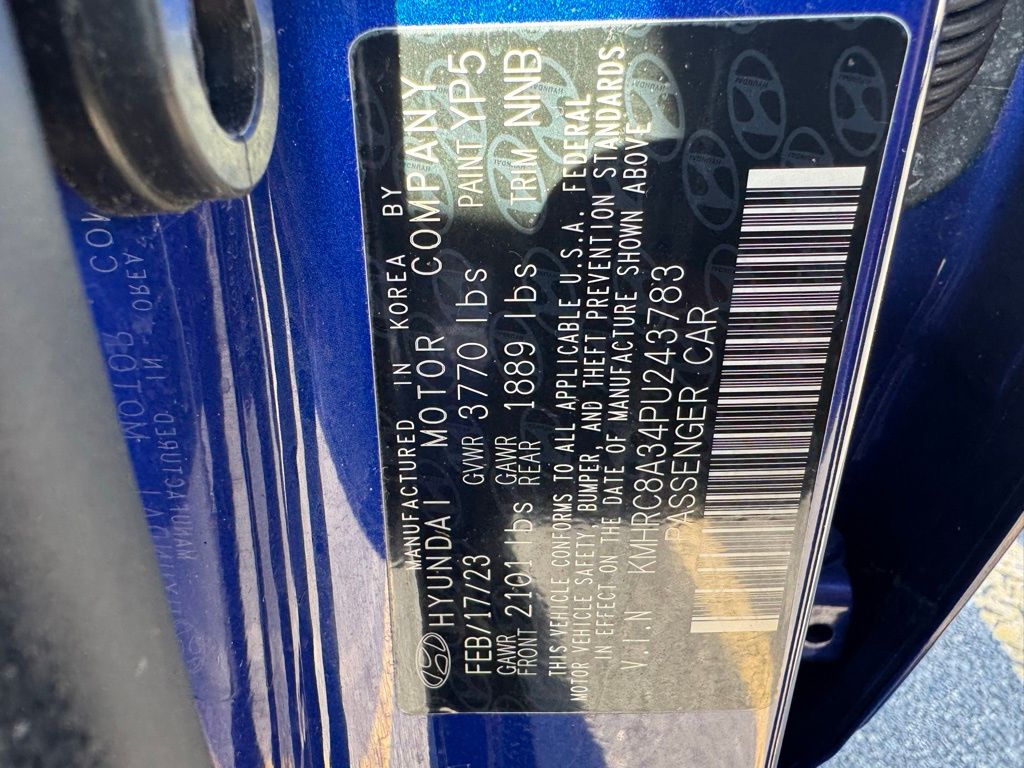 MANUFACTURED IN KOREA BY
HYUNDAI MOTOR COMPANY
FEB/17/23 GVWR 3770 lbs PAINT YP5
GAWR FRONT 2101 lbs GAWR REAR 1889 lbs TRIM NNB
THIS VEHICLE CONFORMS TO ALL APPLICABLE U.S.A. FEDERAL
MOTOR VEHICLE SAFETY, BUMPER, AND THEFT PREVENTION STANDARDS
IN EFFECT ON THE DATE OF MANUFACTURE SHOWN ABOVE
V.I.N KMHRC8A34PU243783
PASSENGER CAR